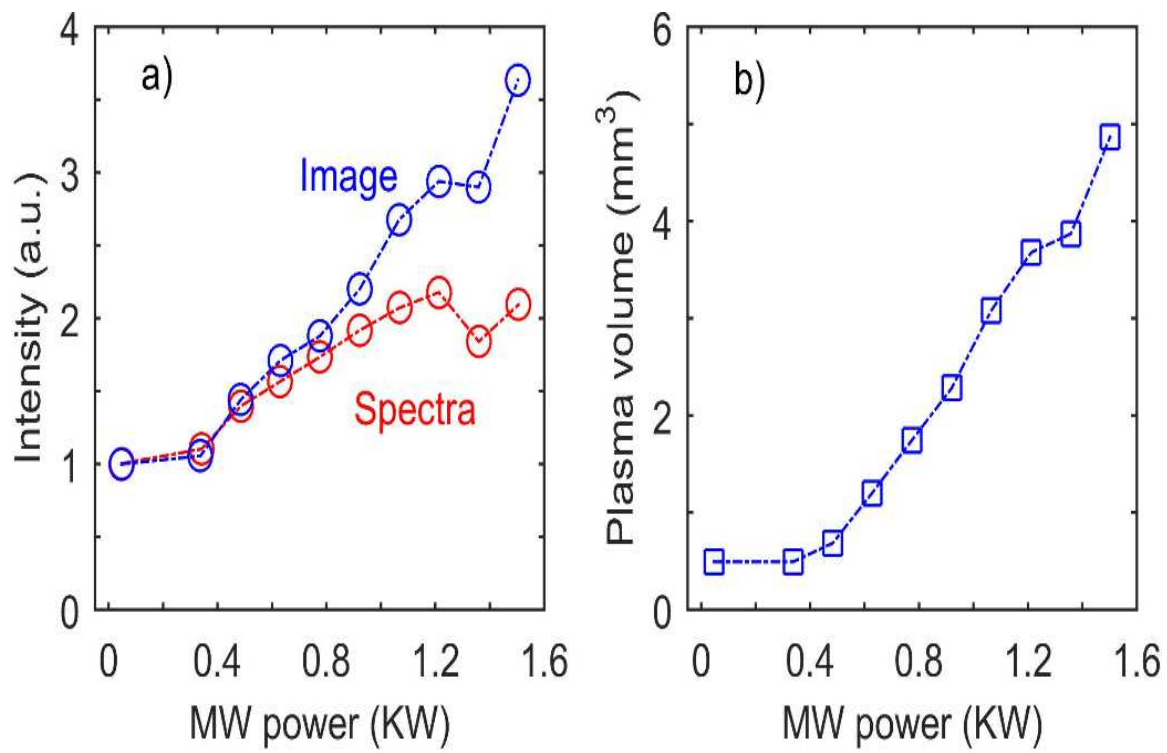 a)
Image
Spectra
4
3
2
1
0
0 0.4 0.8 1.2 1.6
Intensity (a.u.)
MW power (KW)
b)
6
4
2
0
0 0.4 0.8 1.2 1.6
Plasma volume (mm³)
MW power (KW)